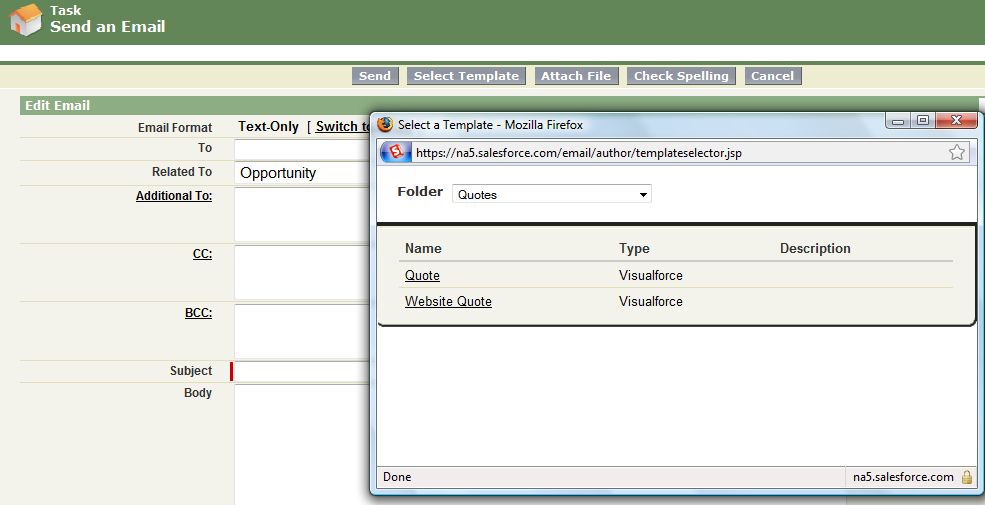 Task
Send an Email
Send Select Template Attach File Check Spelling Cancel
Edit Email
Email Format Text-Only [ Switch to
To
Related To Opportunity
Additional To:
CC:
BCC:
Subject
Body
Select a Template - Mozilla Firefox
https://na5.salesforce.com/email/author/templateselector.jsp
Folder Quotes
Name Type Description
Quote Visualforce
Website Quote Visualforce
Done na5.salesforce.com